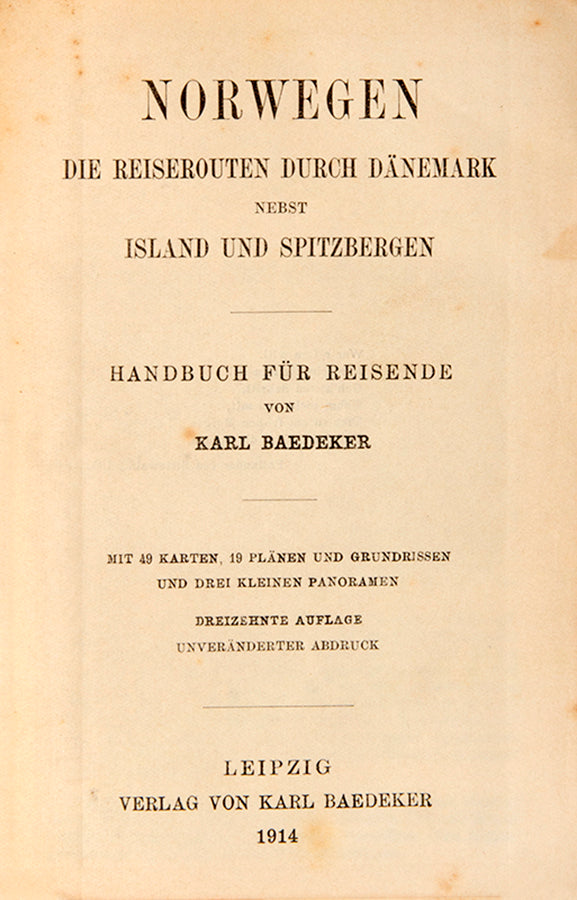 NORWEGEN
DIE REISEROUTEN DURCH DÄNEMARK
NEBST
ISLAND UND SPITZBERGEN
HANDBUCH FÜR REISENDE
VON
KARL BAEDEKER
MIT 49 KARTEN, 19 PLÄNEN UND GRUNDRISSEN
UND DREI KLEINEN PANORAMEN
DREIZEHNTE AUFLAGE
UNVERÄNDERTER ABDRUCK
LEIPZIG
VERLAG VON KARL BAEDEKER
1914